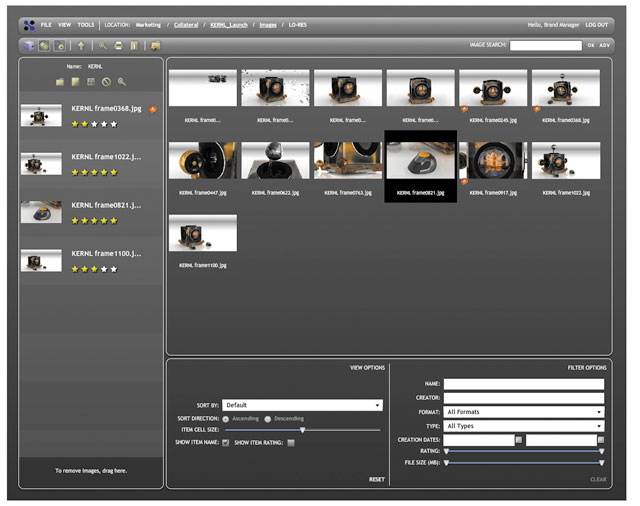 FILE VIEW TOOLS | LOCATION: Marketing / Collateral / KERNL_Launch / Images / LO-RES Hello, Brand Manager LOG OUT
IMAGE SEARCH: OK ADV
Name: KERNL
KERNL frame0368.jpg
KERNL frame1022.j...
KERNL frame0821.j...
KERNL frame1100.j...
To remove images, drag here.
KERNL frame0... KERNL frame0... KERNL frame0... KERNL frame0... KERNL frame0345.jpg KERNL frame0368.jpg
KERNL frame0447.jpg KERNL frame0622.jpg KERNL frame0763.jpg KERNL frame0821.jpg KERNL frame0917.jpg KERNL frame1022.jpg
KERNL frame1100.jpg
VIEW OPTIONS
SORT BY: Default
SORT DIRECTION: Ascending Descending
ITEM CELL SIZE:
SHOW ITEM NAME: SHOW ITEM RATING:
RESET
FILTER OPTIONS
NAME:
CREATOR:
FORMAT: All Formats
TYPE: All Types
CREATION DATES:
RATING:
FILE SIZE (MB):
CLEAR